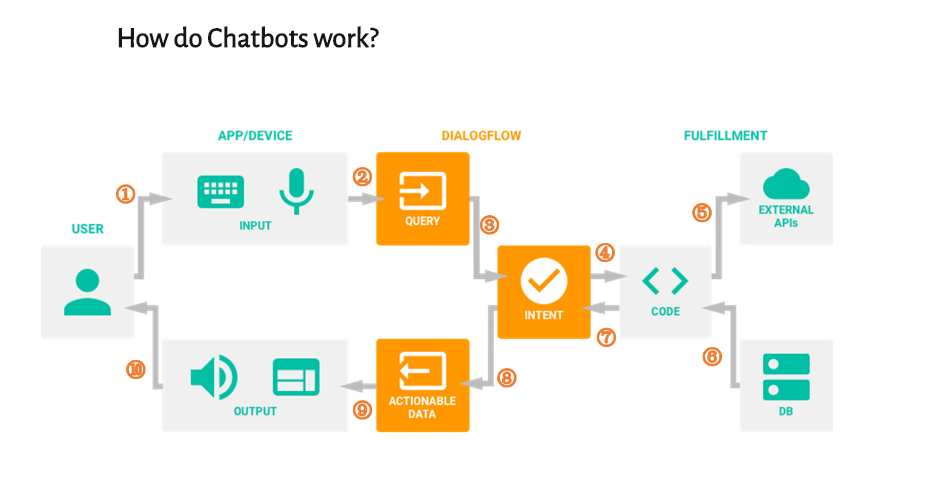 How do Chatbots work?
APP/DEVICE
DIALOGFLOW
FULFILLMENT
①
②
QUERY
INPUT
③
⑤
EXTERNAL
APIs
USER
④
INTENT
CODE
⑦
⑥
⑩
OUTPUT
⑨
ACTIONABLE
DATA
⑧
DB